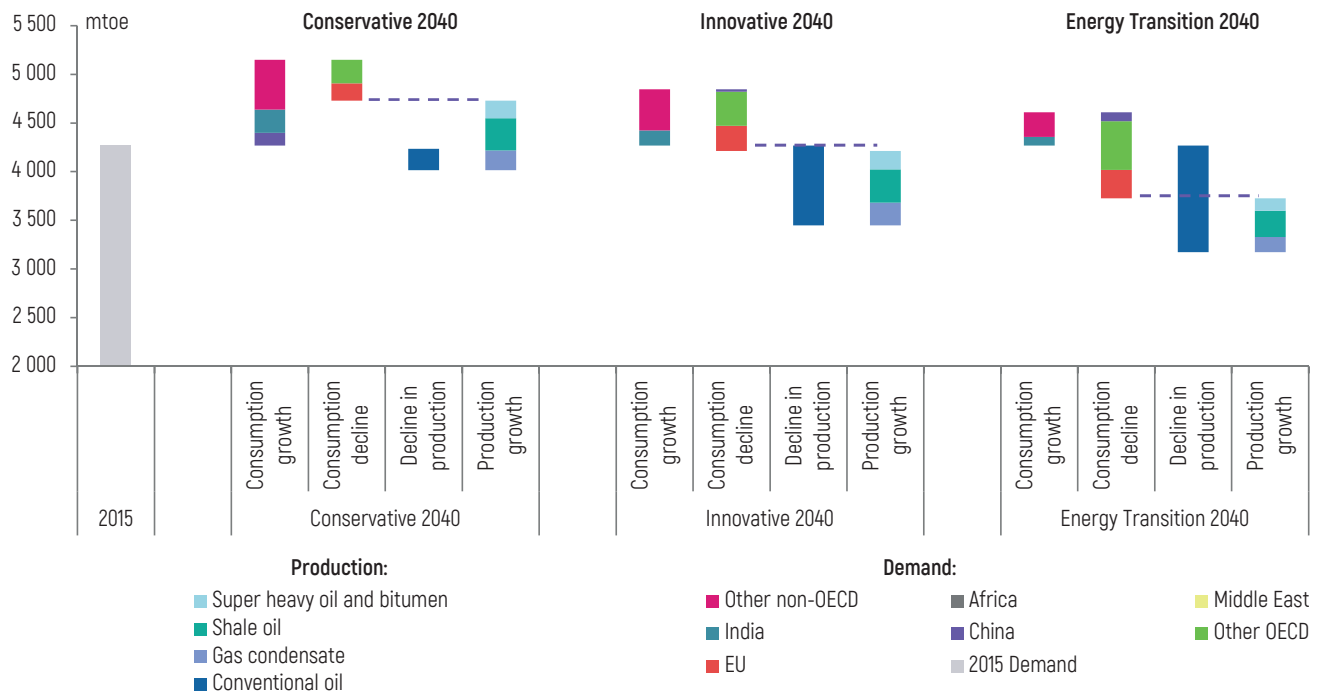 5 500
mtoe
Conservative 2040
Innovative 2040
Energy Transition 2040
5 000
4 500
4 000
3 500
3 000
2 500
2 000
Consumption
growth
Consumption
decline
Decline in
production
Production
growth
Consumption
growth
Consumption
decline
Decline in
production
Production
growth
Consumption
growth
Consumption
decline
Decline in
production
Production
growth
2015
Conservative 2040
Innovative 2040
Energy Transition 2040
Production:
Super heavy oil and bitumen
Shale oil
Gas condensate
Conventional oil
Demand:
Other non-OECD
India
EU
Africa
China
2015 Demand
Middle East
Other OECD